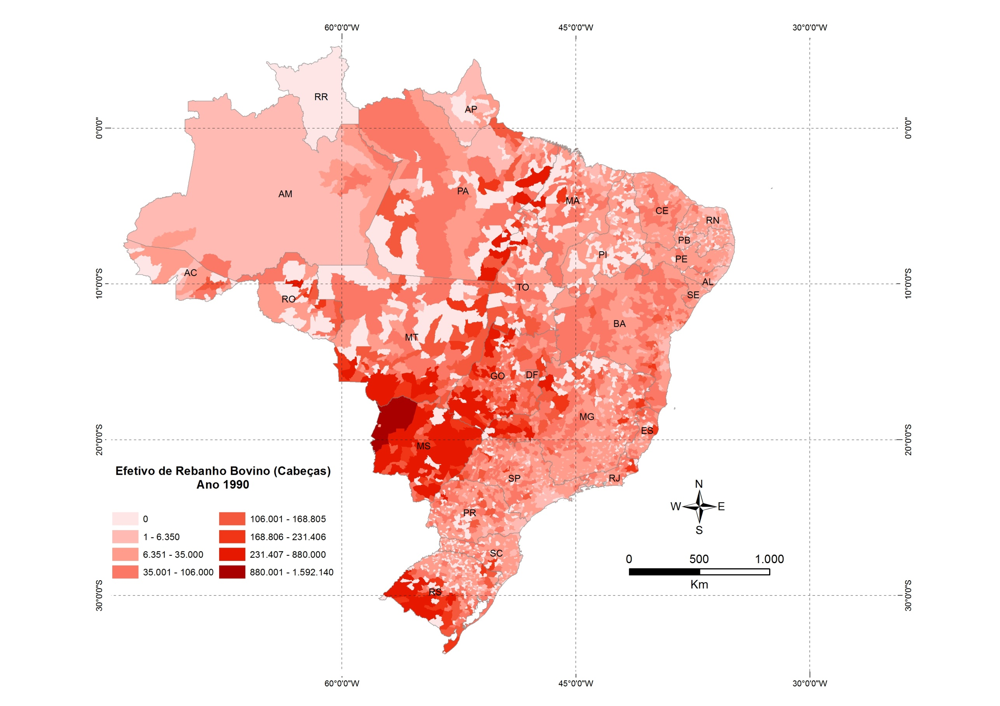 60°0'0"W 45°0'0"W 30°0'0"W
RR
AP
0°0'0" 0°0'0"
AM PA MA
CE
RN
PB
PI
PE
AC
AL
10°0'0"S TO 10°0'0"S
SE
RO
BA
MT
GO DF
MG
ES
20°0'0"S MS 20°0'0"S
Efetivo de Rebanho Bovino (Cabeças)
Ano 1990
SP RJ
N
W E
S
PR
0 106.001 - 168.805
1 - 6.350 168.806 - 231.406
6.351 - 35.000 231.407 - 880.000
35.001 - 106.000 880.001 - 1.592.140
SC
0 500 1.000
Km
RS
30°0'0"S 30°0'0"S
60°0'0"W 45°0'0"W 30°0'0"W